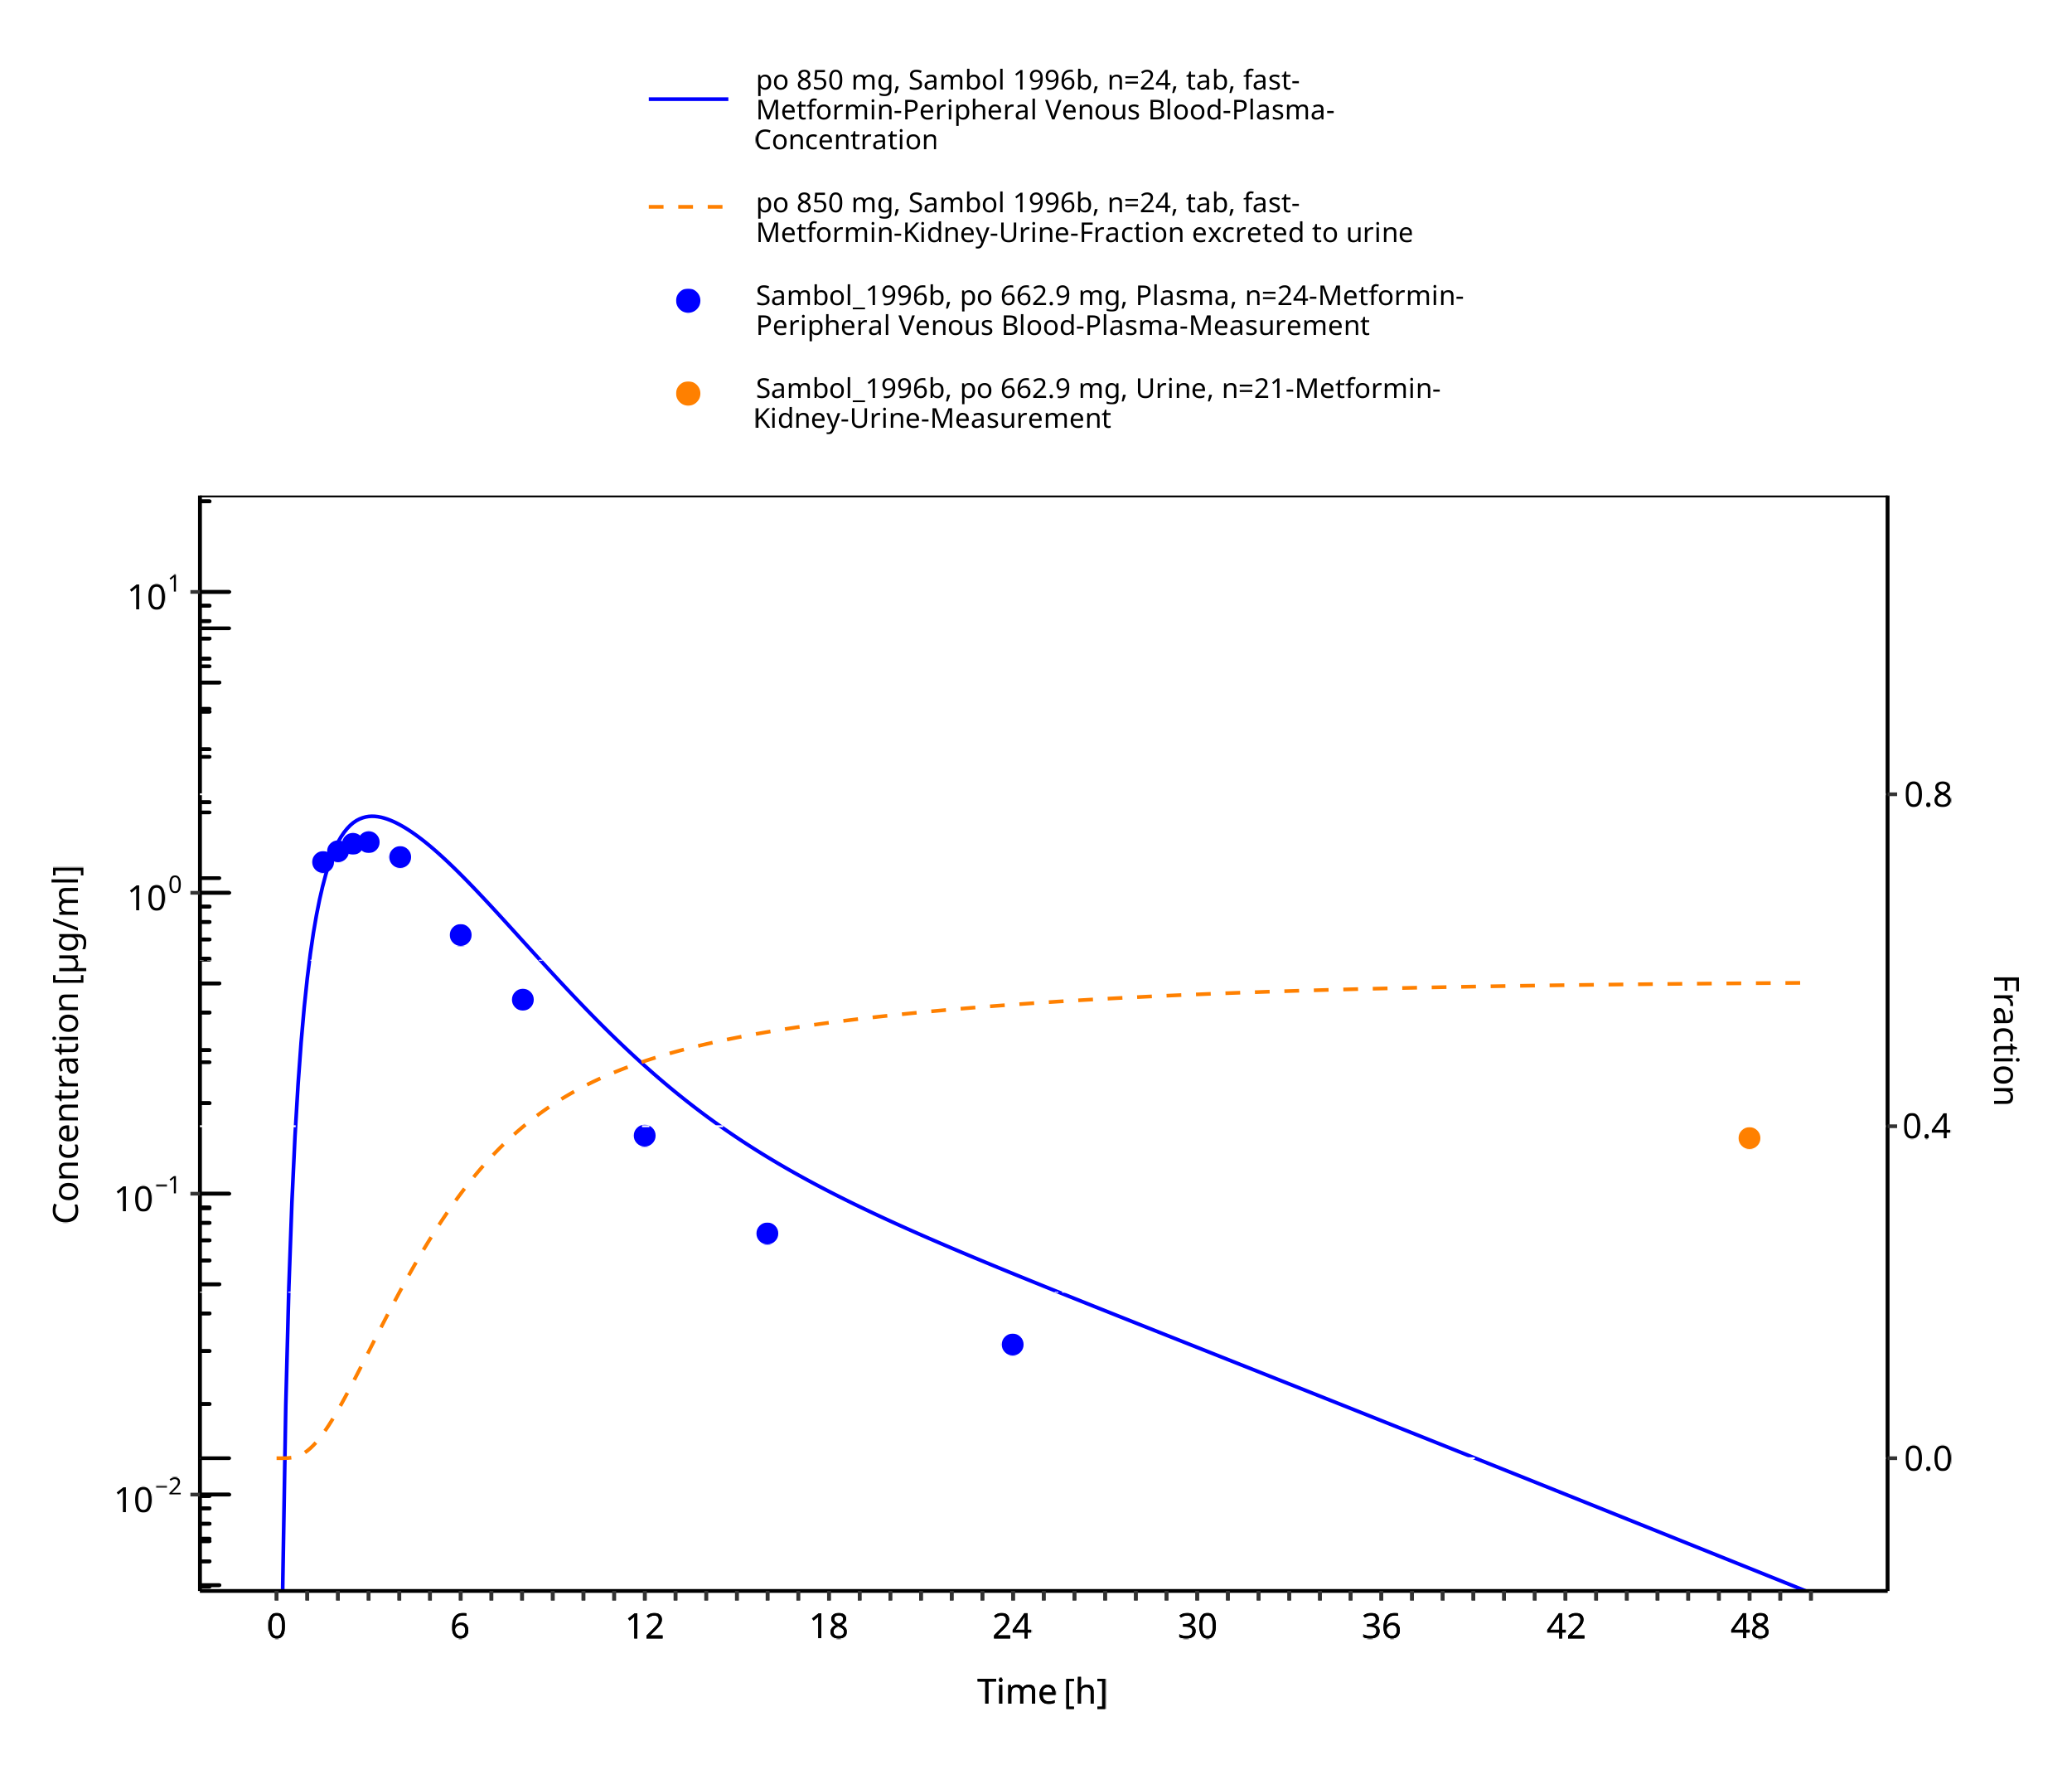 po 850 mg, Sambol 1996b, n=24, tab, fast-
Metformin-Peripheral Venous Blood-Plasma-
Concentration
po 850 mg, Sambol 1996b, n=24, tab, fast-
Metformin-Kidney-Urine-Fraction excreted to urine
Sambol_1996b, po 662.9 mg, Plasma, n=24-Metformin-
Peripheral Venous Blood-Plasma-Measurement
Sambol_1996b, po 662.9 mg, Urine, n=21-Metformin-
Kidney-Urine-Measurement
Concentration [µg/ml]
10¹
10⁰
10⁻¹
10⁻²
0.8
0.4
0.0
Fraction
0 6 12 18 24 30 36 42 48
Time [h]